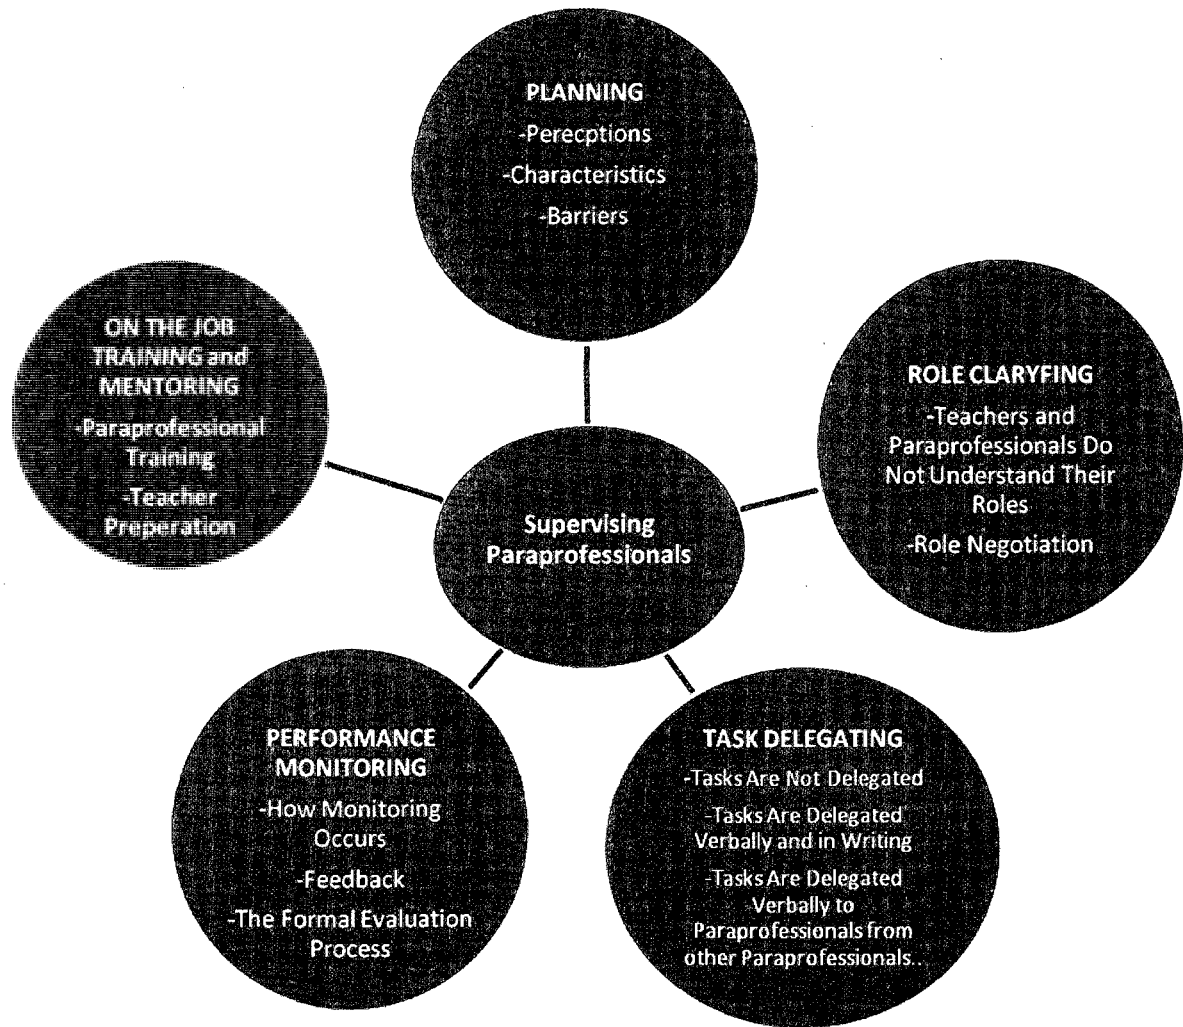 PLANNING
-Perecptions
-Characteristics
-Barriers
ON THE JOB
TRAINING and
MENTORING
-Paraprofessional
Training
-Teacher
Preperation
ROLE CLARYFING
-Teachers and
Paraprofessionals Do
Not Understand Their
Roles
-Role Negotiation
Supervising
Paraprofessionals
PERFORMANCE
MONITORING
-How Monitoring
Occurs
-Feedback
-The Formal Evaluation
Process
TASK DELEGATING
-Tasks Are Not Delegated
-Tasks Are Delegated
Verbally and in Writing
-Tasks Are Delegated
Verbally to
Paraprofessionals from
other Paraprofessionals..